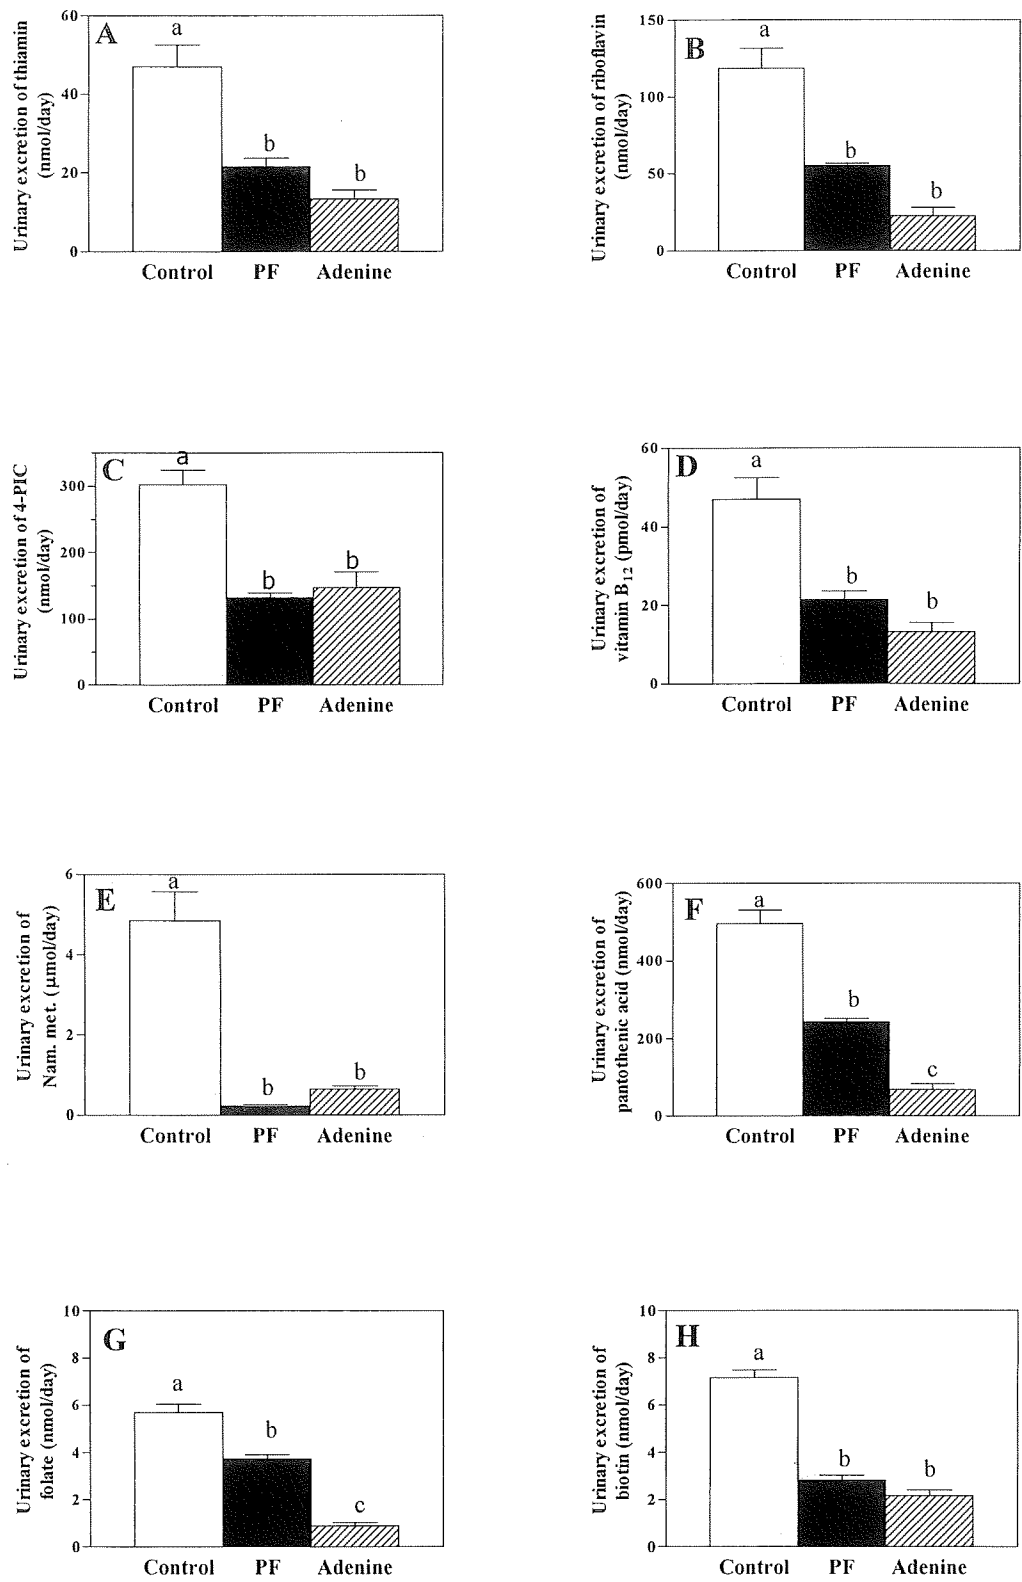 A
Urinary excretion of thiamin
(nmol/day)
60
40
20
0
a
b
b
Control PF Adenine
B
Urinary excretion of riboflavin
(nmol/day)
150
100
50
0
a
b
b
Control PF Adenine
C
Urinary excretion of 4-PIC
(nmol/day)
300
200
100
0
a
b
b
Control PF Adenine
D
Urinary excretion of
vitamin B12 (pmol/day)
60
40
20
0
a
b
b
Control PF Adenine
E
Urinary excretion of
Nam. met. (μmol/day)
6
4
2
0
a
b
b
Control PF Adenine
F
Urinary excretion of
pantothenic acid (nmol/day)
600
400
200
0
a
b
c
Control PF Adenine
G
Urinary excretion of
folate (nmol/day)
10
8
6
4
2
0
a
b
c
Control PF Adenine
H
Urinary excretion of
biotin (nmol/day)
10
8
6
4
2
0
a
b
b
Control PF Adenine